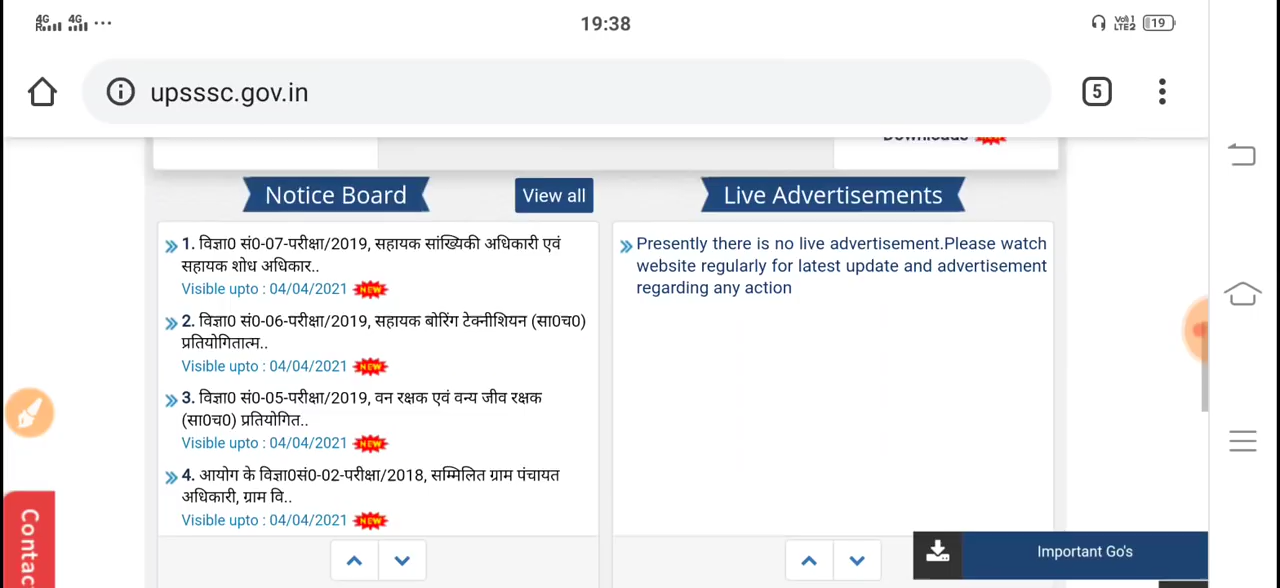 4G 4G ...
R
19:38
Vo) 1
LTE2
19
upsssc.gov.in
5
Downloads
Notice Board
View all
Live Advertisements
1. विज्ञा0 सं0-07-परीक्षा/2019, सहायक सांख्यिकी अधिकारी एवं
सहायक शोध अधिकार..
Visible upto : 04/04/2021 NEW
2. विज्ञा0 सं0-06-परीक्षा/2019, सहायक बोरिंग टेक्नीशियन (सा0च0)
प्रतियोगितात्म..
Visible upto : 04/04/2021 NEW
3. विज्ञा0 सं0-05-परीक्षा/2019, वन रक्षक एवं वन्य जीव रक्षक
(सा0च0) प्रतियोगित..
Visible upto : 04/04/2021 NEW
4. आयोग के विज्ञा0सं0-02-परीक्षा/2018, सम्मिलित ग्राम पंचायत
अधिकारी, ग्राम वि..
Visible upto : 04/04/2021 NEW
Presently there is no live advertisement.Please watch
website regularly for latest update and advertisement
regarding any action
Contac
Important Go's